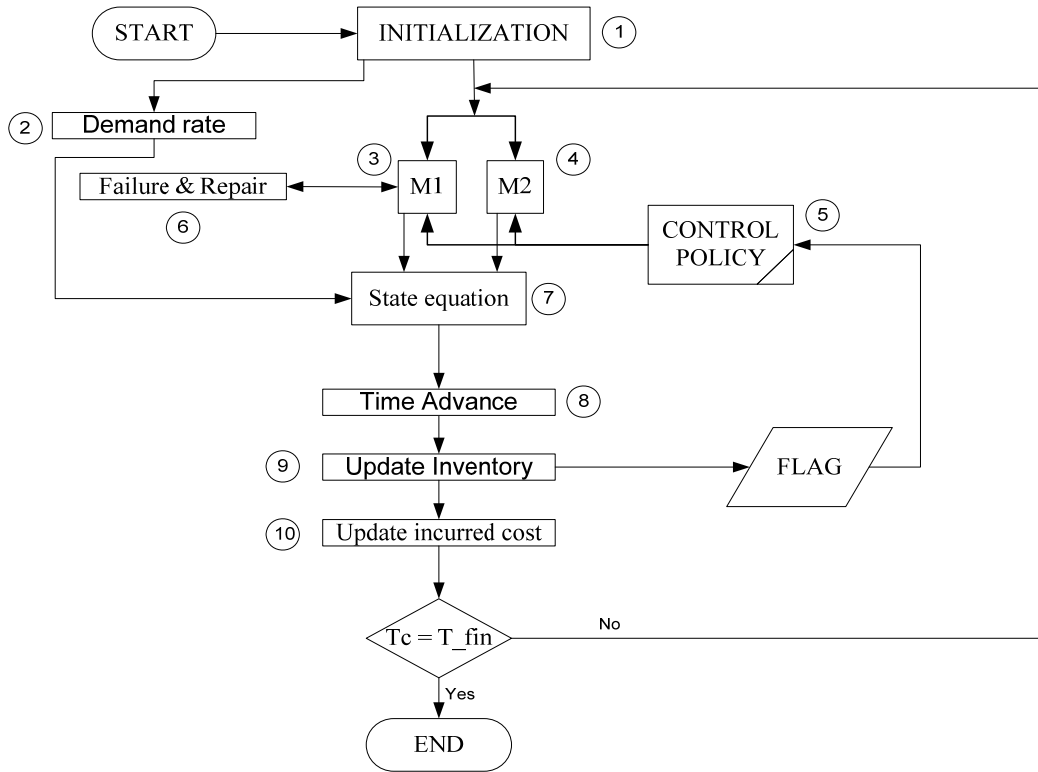 START
INITIALIZATION
1
2
Demand rate
3
4
Failure & Repair
M1
M2
6
CONTROL
POLICY
5
State equation
7
Time Advance
8
9
Update Inventory
FLAG
10
Update incurred cost
Tc = T_fin
No
Yes
END